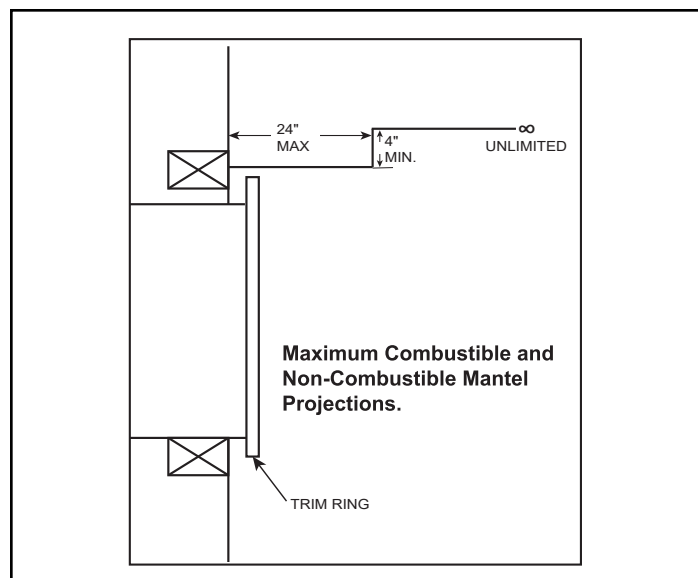 24"
MAX
4"
MIN.
∞
UNLIMITED
Maximum Combustible and
Non-Combustible Mantel
Projections.
TRIM RING